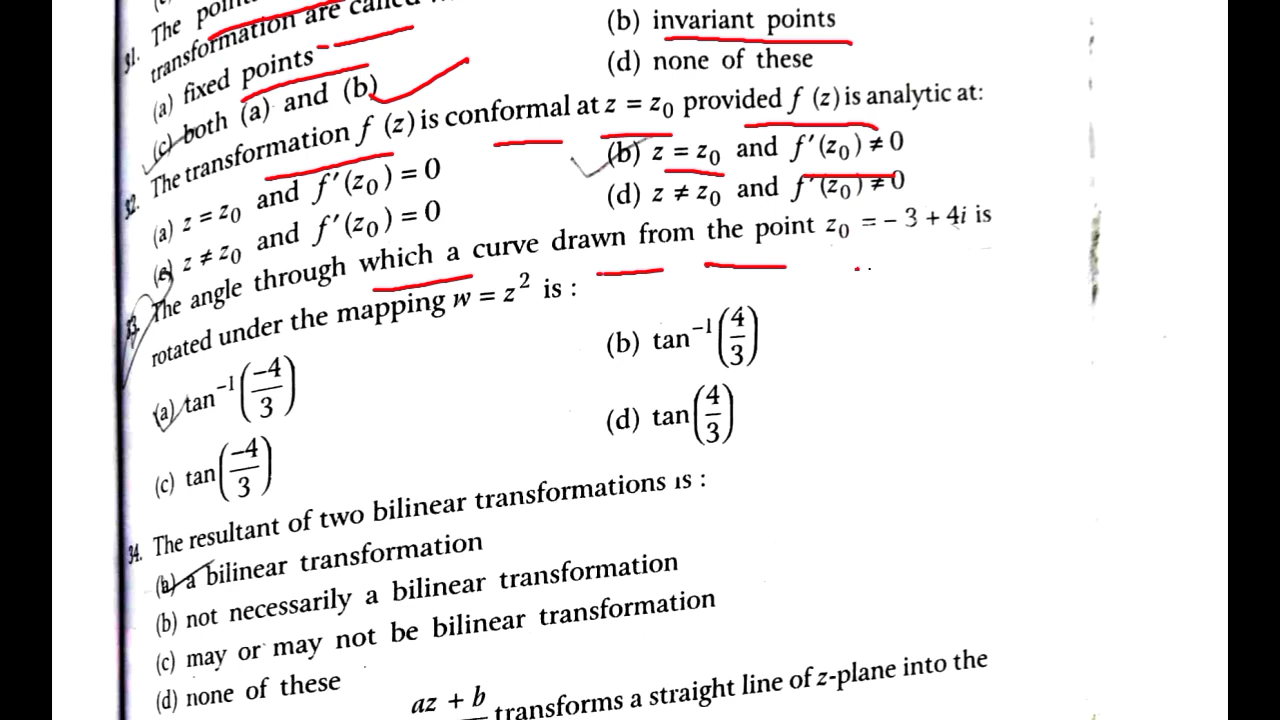 31. The
transformation are called
(a) fixed points
(b) invariant points
(c) both (a) and (b)
(d) none of these
32. The transformation f (z) is conformal at z = z₀ provided f (z) is analytic at:
(a) z = z₀ and f′(z₀) = 0
(b) z = z₀ and f′(z₀) ≠ 0
(c) z ≠ z₀ and f′(z₀) = 0
(d) z ≠ z₀ and f′(z₀) ≠ 0
33. The angle through which a curve drawn from the point z₀ = – 3 + 4i is
rotated under the mapping w = z² is :
(a) tan⁻¹(–4/3)
(b) tan⁻¹(4/3)
(c) tan(–4/3)
(d) tan(4/3)
34. The resultant of two bilinear transformations is :
(a) a bilinear transformation
(b) not necessarily a bilinear transformation
(c) may or may not be bilinear transformation
(d) none of these
az + b
transforms a straight line of z-plane into the